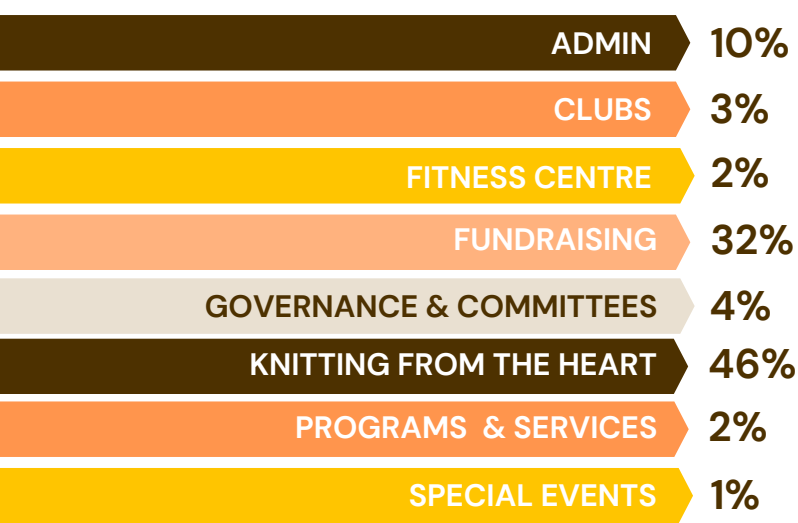 ADMIN 10%
CLUBS 3%
FITNESS CENTRE 2%
FUNDRAISING 32%
GOVERNANCE & COMMITTEES 4%
KNITTING FROM THE HEART 46%
PROGRAMS & SERVICES 2%
SPECIAL EVENTS 1%